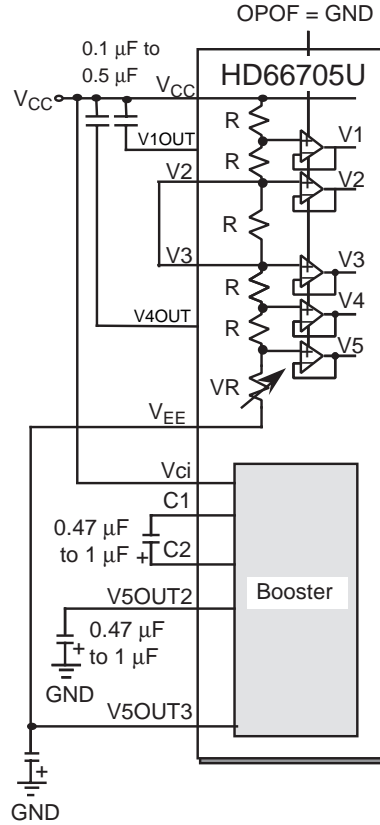 OPOF = GND
0.1 μF to
0.5 μF
HD66705U
VCC
VCC
R
V1
V1OUT
R
V2
V2
R
V3
V3
R
V4
V4OUT
R
V5
VR
VEE
Vci
C1
0.47 μF
to 1 μF +
C2
Booster
V5OUT2
0.47 μF
+ to 1 μF
GND
V5OUT3
+
GND